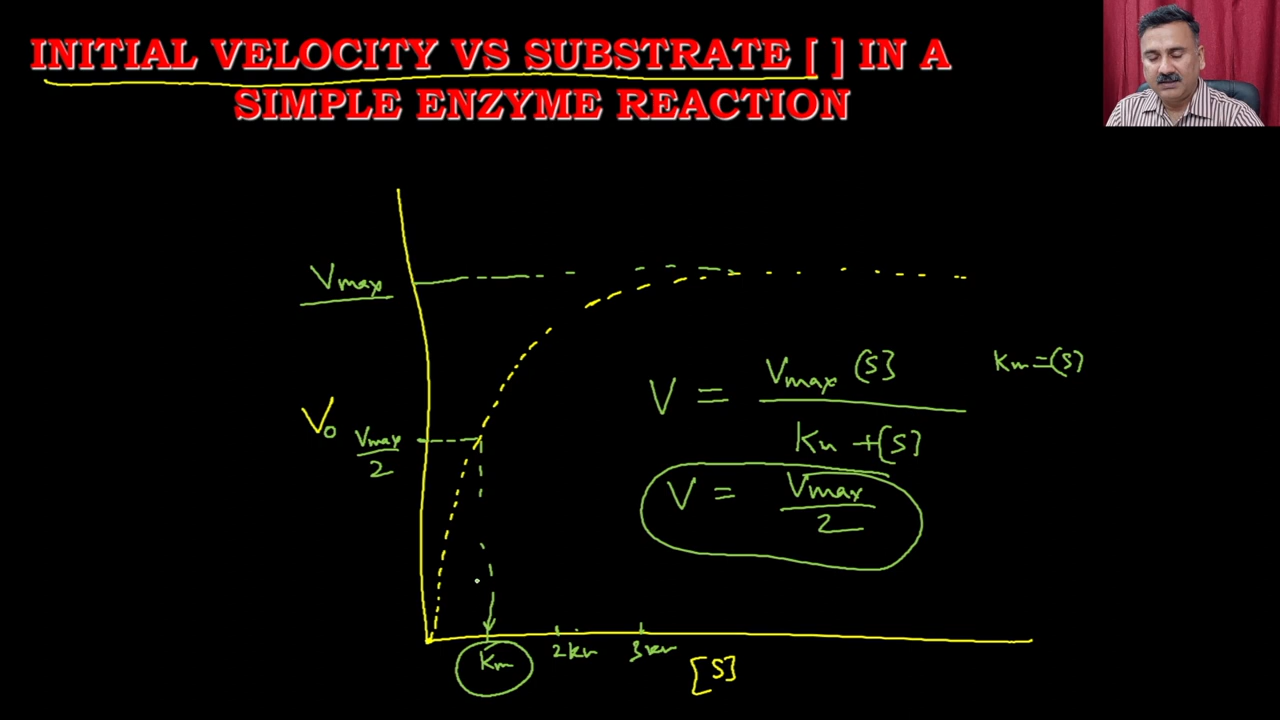 INITIAL VELOCITY VS SUBSTRATE [ ] IN A
SIMPLE ENZYME REACTION
Vmax
V = Vmax [S] / Km + [S]
Km = [S]
V0
Vmax / 2
V = Vmax / 2
Km
2Km
3Km
[S]